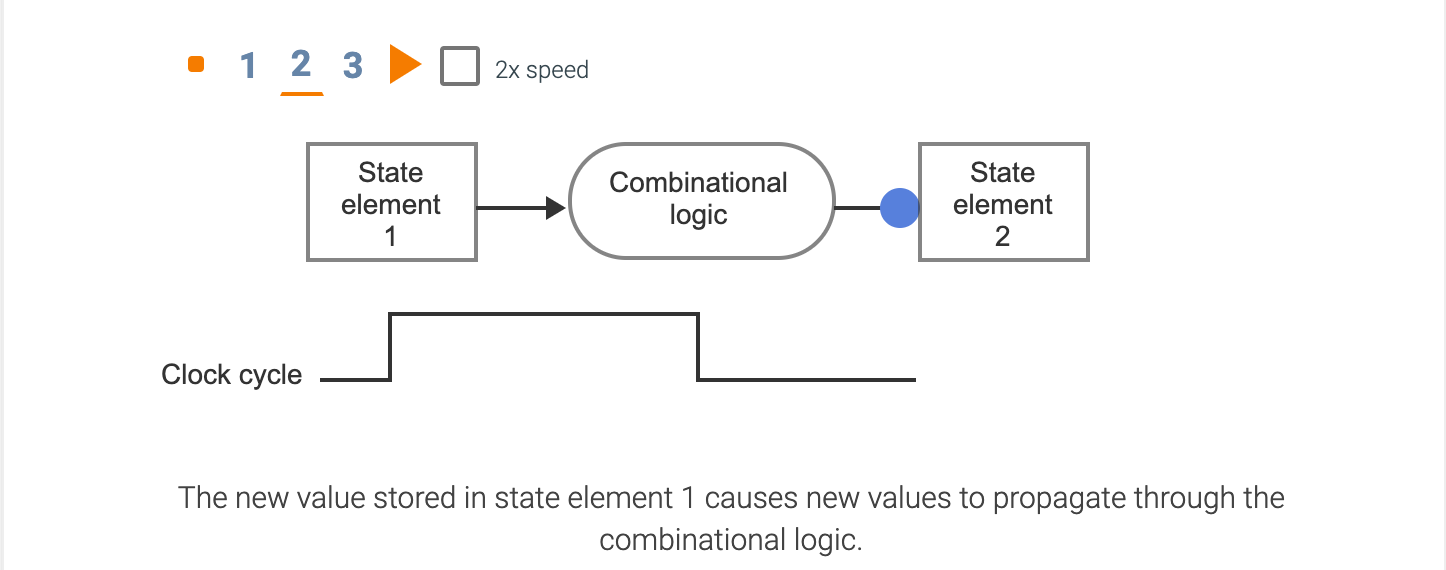 1 2 3 2x speed
State
element
1
Combinational
logic
State
element
2
Clock cycle
The new value stored in state element 1 causes new values to propagate through the
combinational logic.